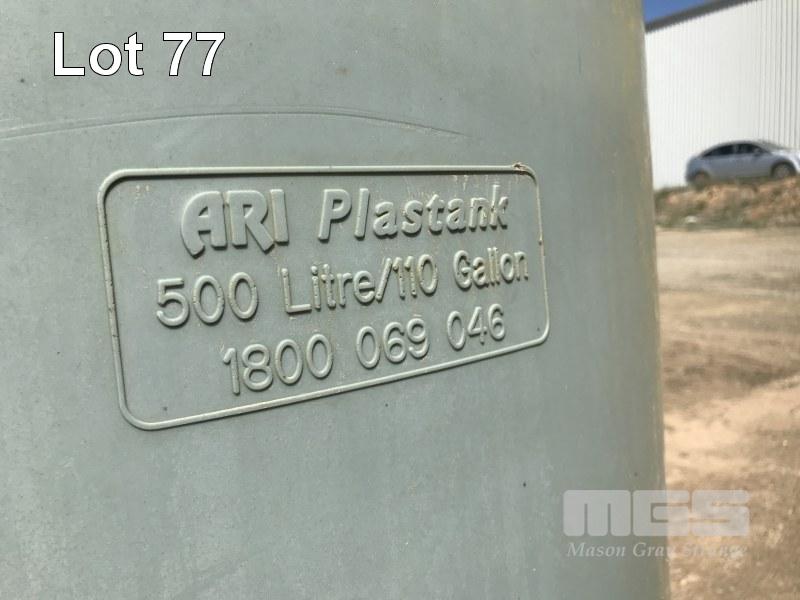 Lot 77
ARI Plastank
500 Litre/110 Gallon
1800 069 046
MGS
Mason Gray Strange